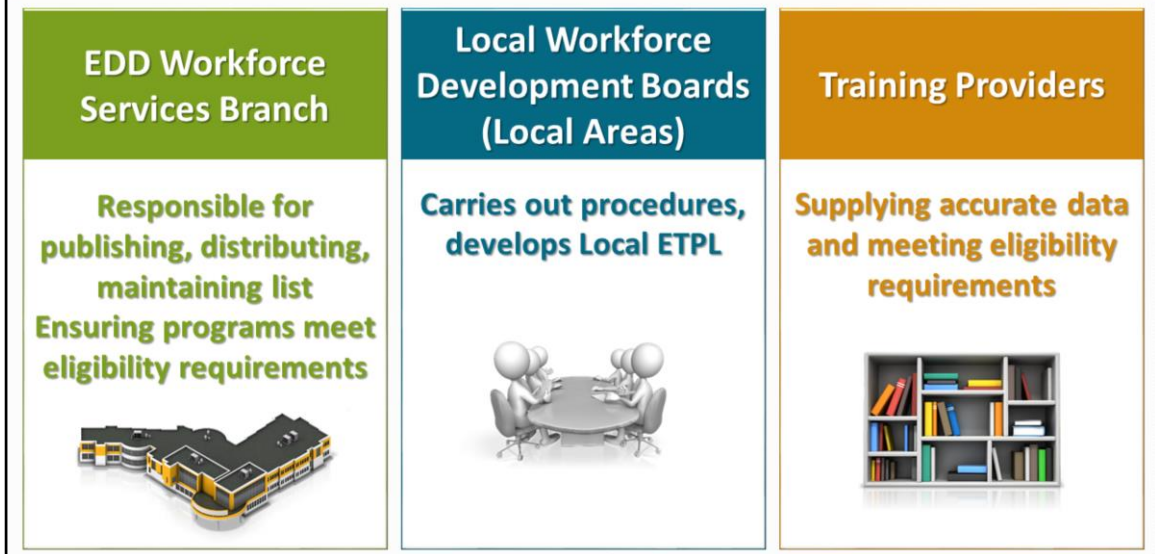 EDD Workforce
Services Branch
Responsible for
publishing, distributing,
maintaining list
Ensuring programs meet
eligibility requirements
Local Workforce
Development Boards
(Local Areas)
Carries out procedures,
develops Local ETPL
Training Providers
Supplying accurate data
and meeting eligibility
requirements